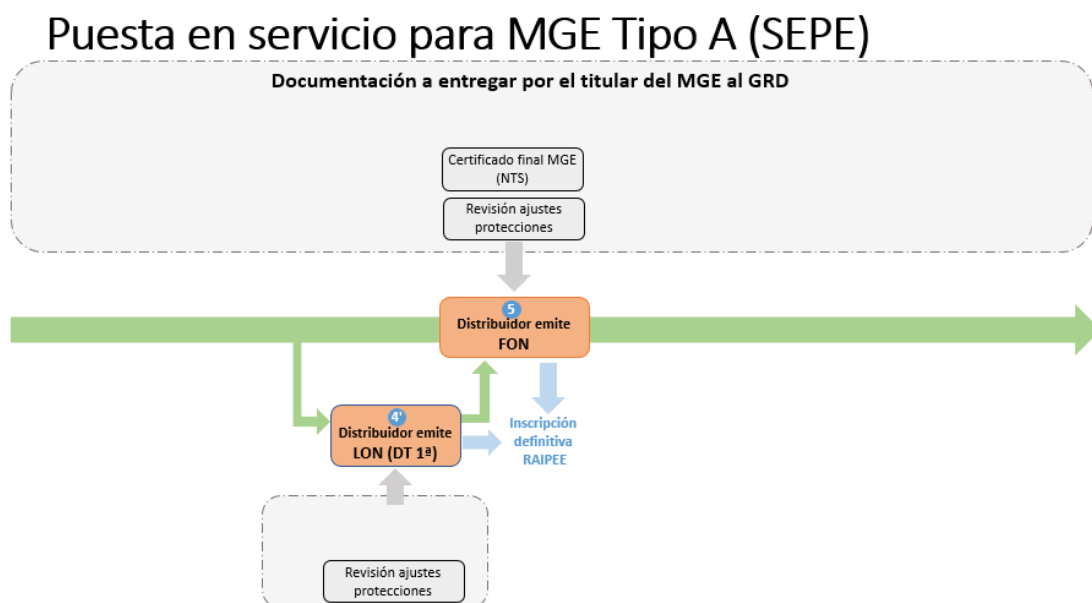 Puesta en servicio para MGE Tipo A (SEPE)
Documentación a entregar por el titular del MGE al GRD
Certificado final MGE
(NTS)
Revisión ajustes
protecciones
5
Distribuidor emite
FON
4'
Distribuidor emite
LON (DT 1ª)
Inscripción
definitiva
RAIPEE
Revisión ajustes
protecciones